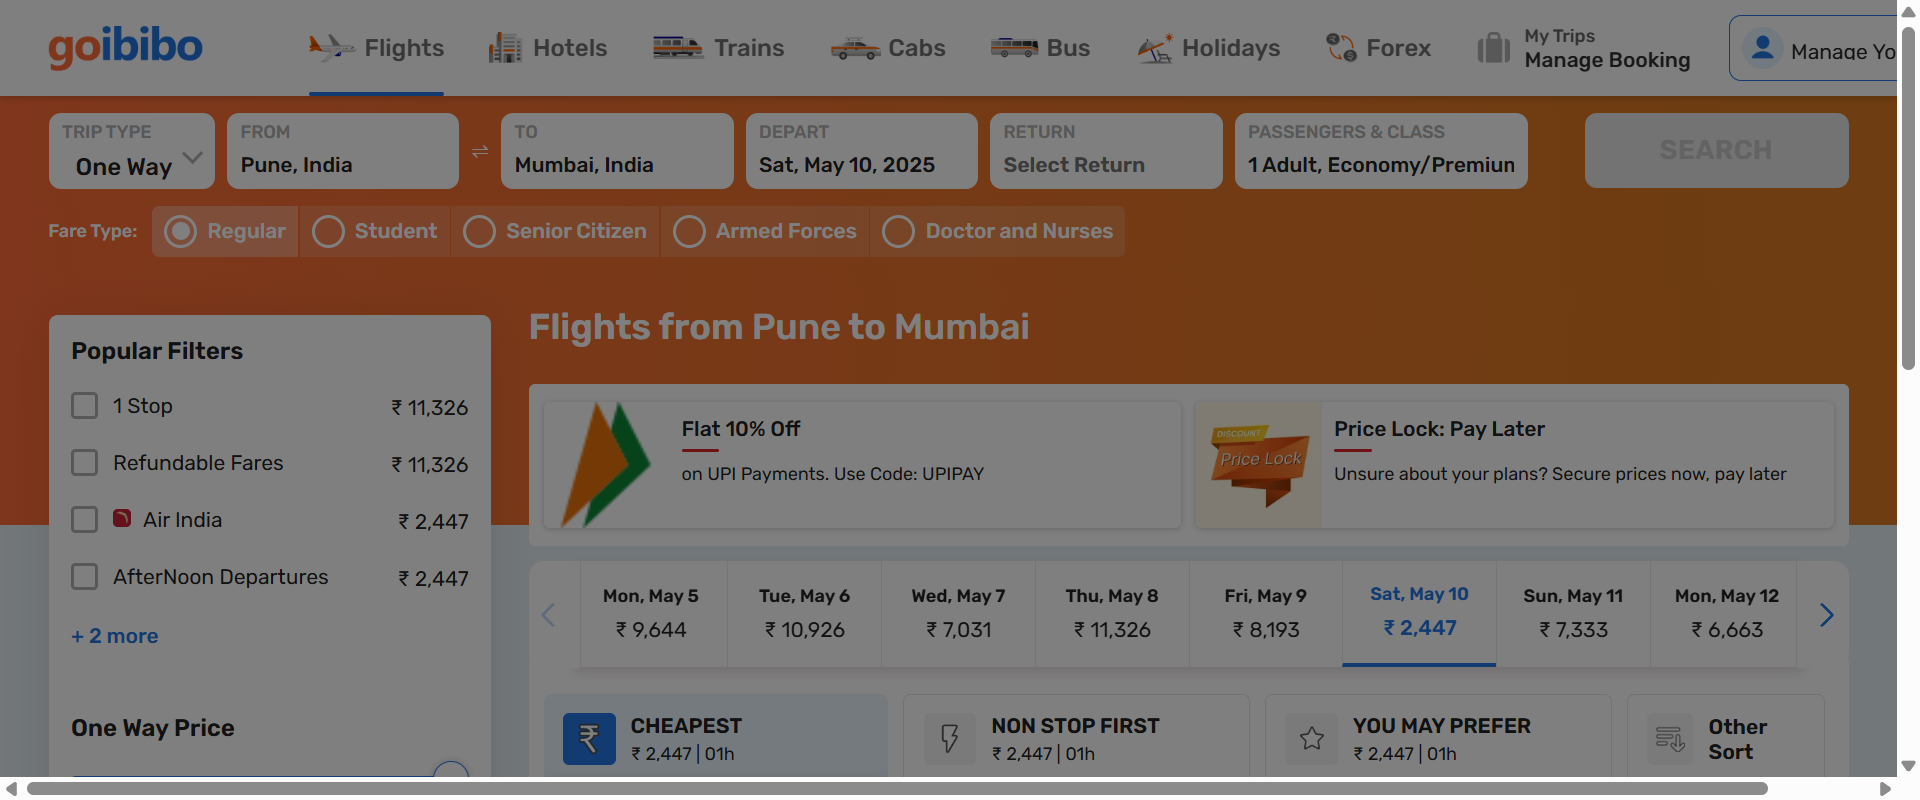 goibibo
Flights
Hotels
Trains
Cabs
Bus
Holidays
Forex
My Trips
Manage Booking
Manage Yo
TRIP TYPE
One Way
FROM
Pune, India
TO
Mumbai, India
DEPART
Sat, May 10, 2025
RETURN
Select Return
PASSENGERS & CLASS
1 Adult, Economy/Premiun
SEARCH
Fare Type:
Regular
Student
Senior Citizen
Armed Forces
Doctor and Nurses
Popular Filters
1 Stop
₹ 11,326
Refundable Fares
₹ 11,326
Air India
₹ 2,447
AfterNoon Departures
₹ 2,447
+ 2 more
One Way Price
Flights from Pune to Mumbai
Flat 10% Off
on UPI Payments. Use Code: UPIPAY
DISCOUNT
Price Lock
Price Lock: Pay Later
Unsure about your plans? Secure prices now, pay later
Mon, May 5
₹ 9,644
Tue, May 6
₹ 10,926
Wed, May 7
₹ 7,031
Thu, May 8
₹ 11,326
Fri, May 9
₹ 8,193
Sat, May 10
₹ 2,447
Sun, May 11
₹ 7,333
Mon, May 12
₹ 6,663
CHEAPEST
₹ 2,447 | 01h
NON STOP FIRST
₹ 2,447 | 01h
YOU MAY PREFER
₹ 2,447 | 01h
Other
Sort